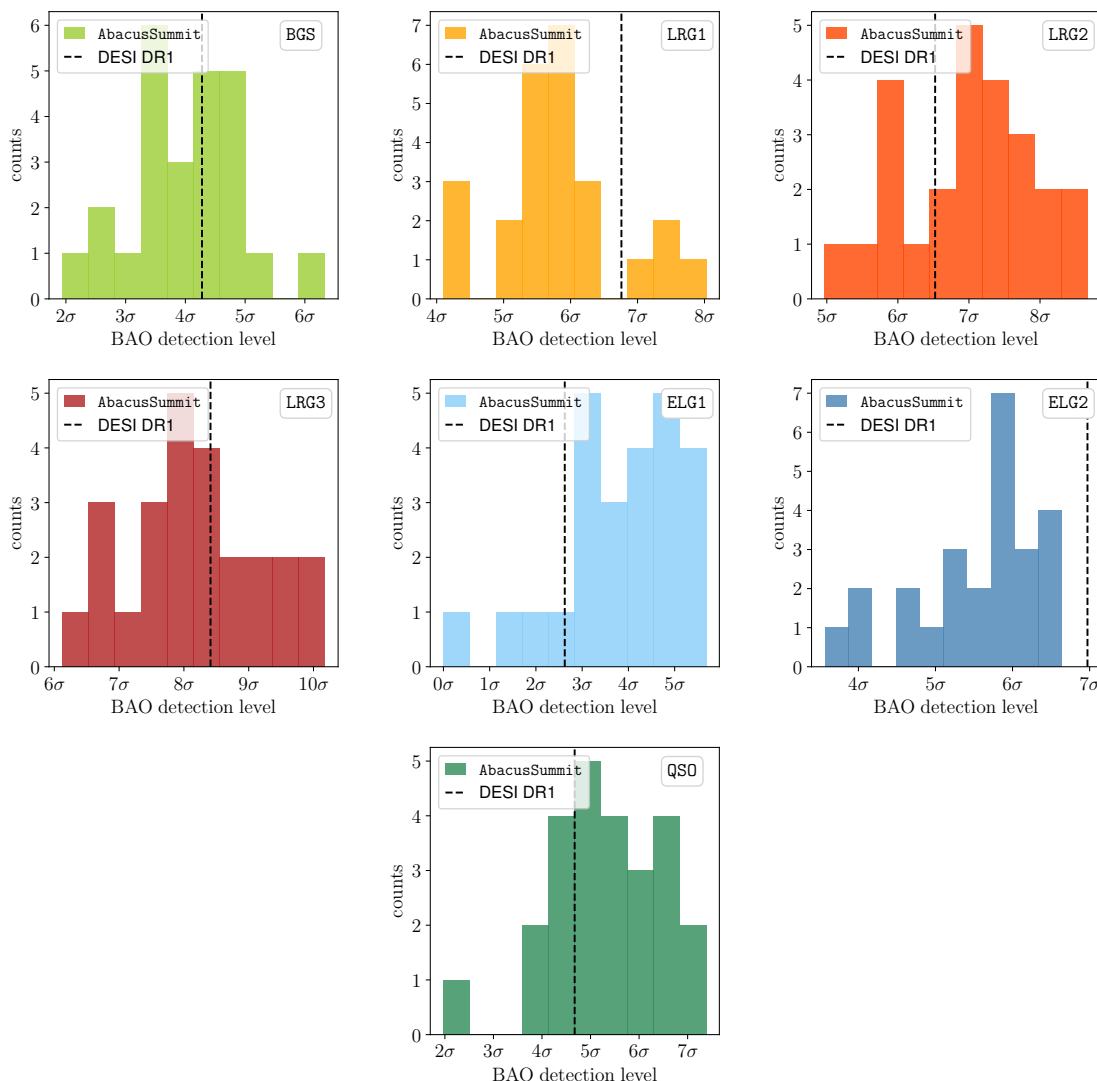 AbacusSummit
DESI DR1
BGS
counts
0
1
2
3
4
5
6
2σ
3σ
4σ
5σ
6σ
BAO detection level
AbacusSummit
DESI DR1
LRG1
counts
0
1
2
3
4
5
6
7
4σ
5σ
6σ
7σ
8σ
BAO detection level
AbacusSummit
DESI DR1
LRG2
counts
0
1
2
3
4
5
5σ
6σ
7σ
8σ
BAO detection level
AbacusSummit
DESI DR1
LRG3
counts
0
1
2
3
4
5
6σ
7σ
8σ
9σ
10σ
BAO detection level
AbacusSummit
DESI DR1
ELG1
counts
0
1
2
3
4
5
0σ
1σ
2σ
3σ
4σ
5σ
BAO detection level
AbacusSummit
DESI DR1
ELG2
counts
0
1
2
3
4
5
6
7
4σ
5σ
6σ
7σ
BAO detection level
AbacusSummit
DESI DR1
QSO
counts
0
1
2
3
4
5
2σ
3σ
4σ
5σ
6σ
7σ
BAO detection level